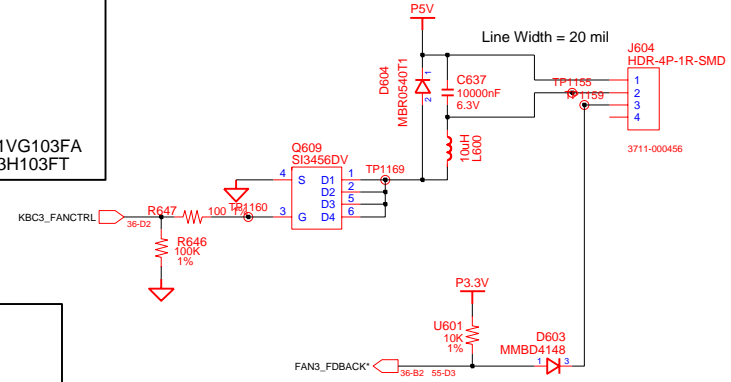 P5V
Line Width = 20 mil
J604
HDR-4P-1R-SMD
D604
MBR0540T1
1
2
C637
10000nF
6.3V
TP1155
TP1159
1
2
3
4
3711-000456
1VG103FA
3H103FT
10uH
L600
Q609
SI3456DV
TP1169
4 S D1 1
D2 2
D3 5
3 G D4 6
KBC3_FANCTRL
36-D2
R647
100 1%
TP1160
R646
100K
1%
P3.3V
U601
10K
1%
D603
MMBD4148
1 3
FAN3_FDBACK*
36-B2 55-D3